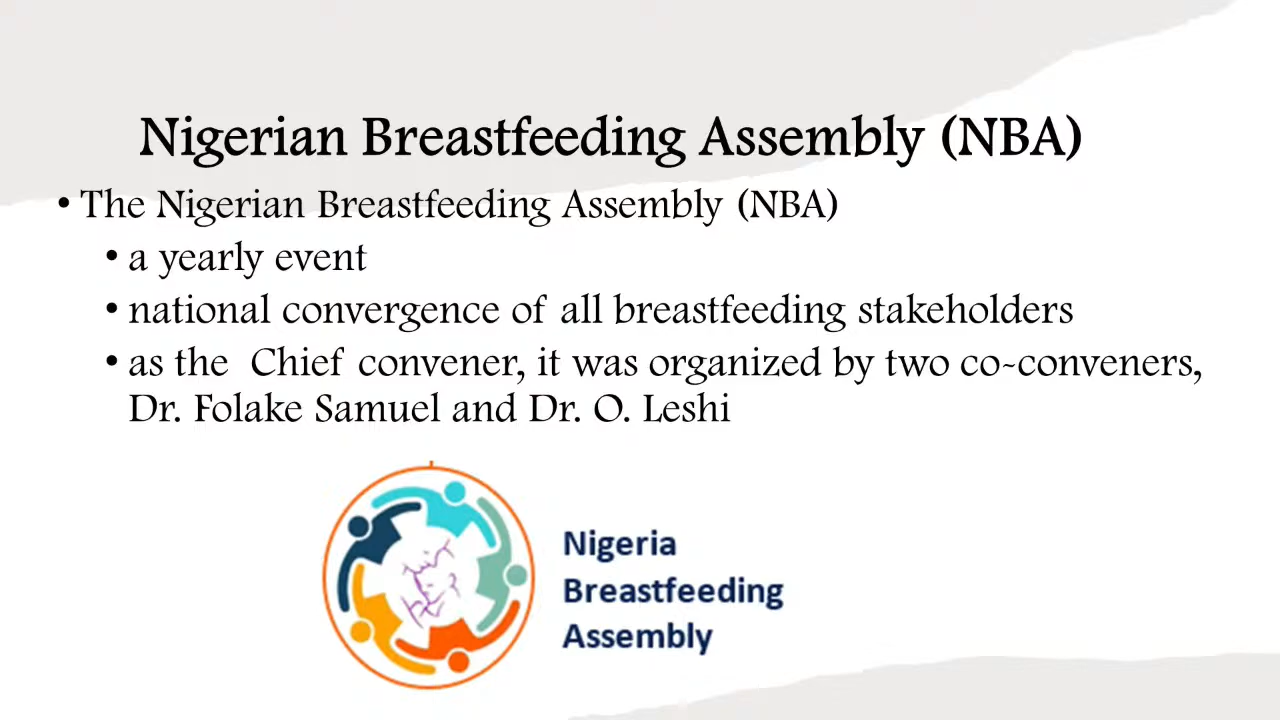 Nigerian Breastfeeding Assembly (NBA)
• The Nigerian Breastfeeding Assembly (NBA)
• a yearly event
• national convergence of all breastfeeding stakeholders
• as the Chief convener, it was organized by two co-conveners,
Dr. Folake Samuel and Dr. O. Leshi
Nigeria
Breastfeeding
Assembly